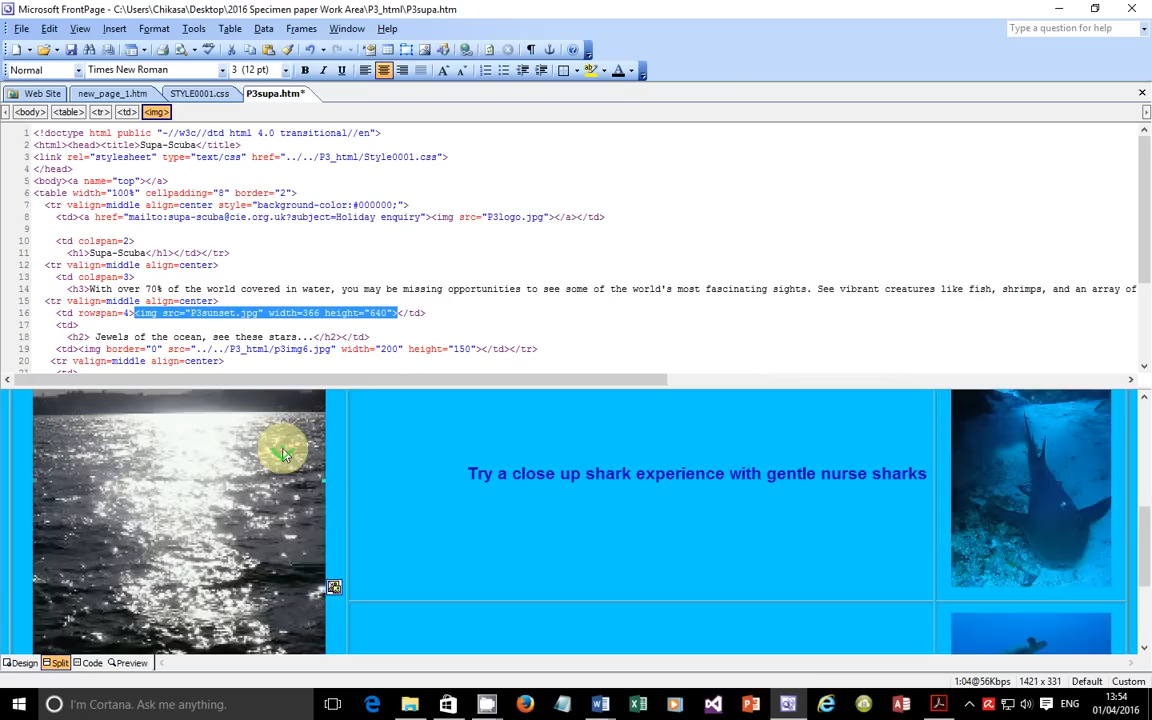 Microsoft FrontPage - C:\Users\Chikasa\Desktop\2016 Specimen paper Work Area\P3_html\P3supa.htm
File Edit View Insert Format Tools Table Data Frames Window Help
Type a question for help
Normal Times New Roman 3 (12 pt) B I U A A A
Web Site new_page_1.htm STYLE0001.css P3supa.htm*
<body> <table> <tr> <td> <img>
1 <!doctype html public "-//w3c//dtd html 4.0 transitional//en">
2 <html><head><title>Supa-Scuba</title>
3 <link rel="stylesheet" type="text/css" href="../../P3_html/Style0001.css">
4 </head>
5 <body><a name="top"></a>
6 <table width="100%" cellpadding="8" border="2">
7 <tr valign=middle align=center style="background-color:#000000;">
8 <td><a href="mailto:supa-scuba@cie.org.uk?subject=Holiday enquiry"><img src="P3logo.jpg"></a></td>
9
10 <td colspan=2>
11 <h1>Supa-Scuba</h1></td></tr>
12 <tr valign=middle align=center>
13 <td colspan=3>
14 <h3>With over 70% of the world covered in water, you may be missing opportunities to see some of the world's most fascinating sights. See vibrant creatures like fish, shrimps, and an array of
15 <tr valign=middle align=center>
16 <td rowspan=4><img src="P3sunset.jpg" width=366 height="640"></td>
17 <td>
18 <h2> Jewels of the ocean, see these stars...</h2></td>
19 <td><img border="0" src="../../P3_html/p3img6.jpg" width="200" height="150"></td></tr>
20 <tr valign=middle align=center>
21 <td>
Try a close up shark experience with gentle nurse sharks
Design Split Code Preview
1:04@56Kbps 1421 x 331 Default Custom
I'm Cortana. Ask me anything.
ENG
13:54
01/04/2016